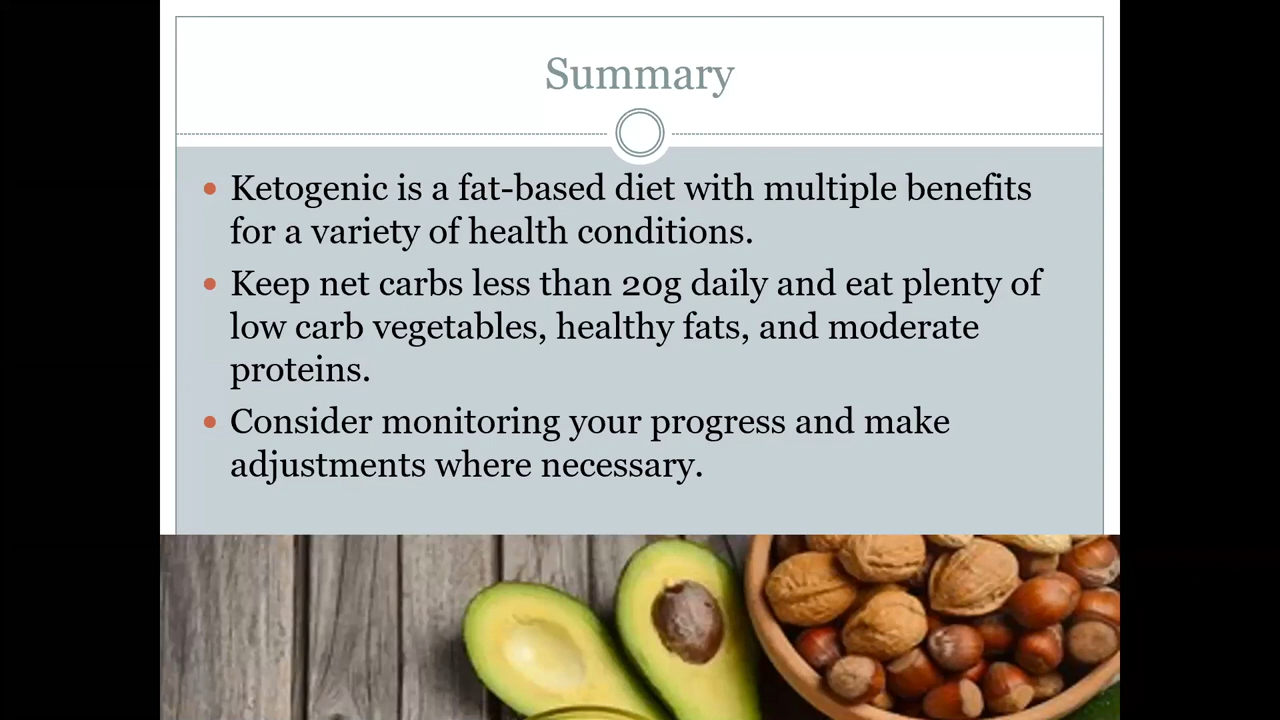 Summary
Ketogenic is a fat-based diet with multiple benefits
for a variety of health conditions.
Keep net carbs less than 20g daily and eat plenty of
low carb vegetables, healthy fats, and moderate
proteins.
Consider monitoring your progress and make
adjustments where necessary.